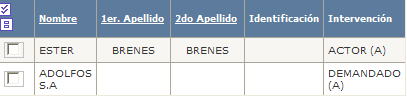 Nombre 1er. Apellido 2do Apellido Identificación Intervención
ESTER BRENES BRENES ACTOR (A)
ADOLFOS DEMANDADO
S.A (A)